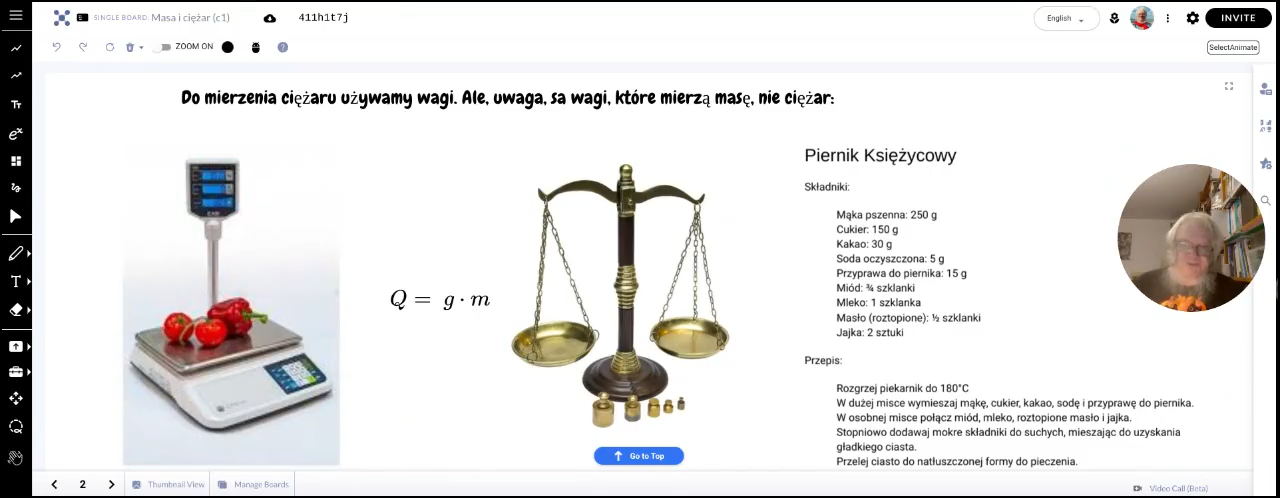 SINGLE BOARD: Masa i ciężar (c1)
411h1t7j
English
INVITE
ZOOM ON
SelectAnimate
Do mierzenia ciężaru używamy wagi. Ale, uwaga, sa wagi, które mierzą masę, nie ciężar:
Q = g · m
Piernik Księżycowy
Składniki:
Mąka pszenna: 250 g
Cukier: 150 g
Kakao: 30 g
Soda oczyszczona: 5 g
Przyprawa do piernika: 15 g
Miód: ¾ szklanki
Mleko: 1 szklanka
Masło (roztopione): ½ szklanki
Jajka: 2 sztuki
Przepis:
Rozgrzej piekarnik do 180°C
W dużej misce wymieszaj mąkę, cukier, kakao, sodę i przyprawę do piernika.
W osobnej misce połącz miód, mleko, roztopione masło i jajka.
Stopniowo dodawaj mokre składniki do suchych, mieszając do uzyskania
gładkiego ciasta.
Przelej ciasto do natłuszczonej formy do pieczenia.
Go to Top
2
Thumbnail View
Manage Boards
Video Call (Beta)